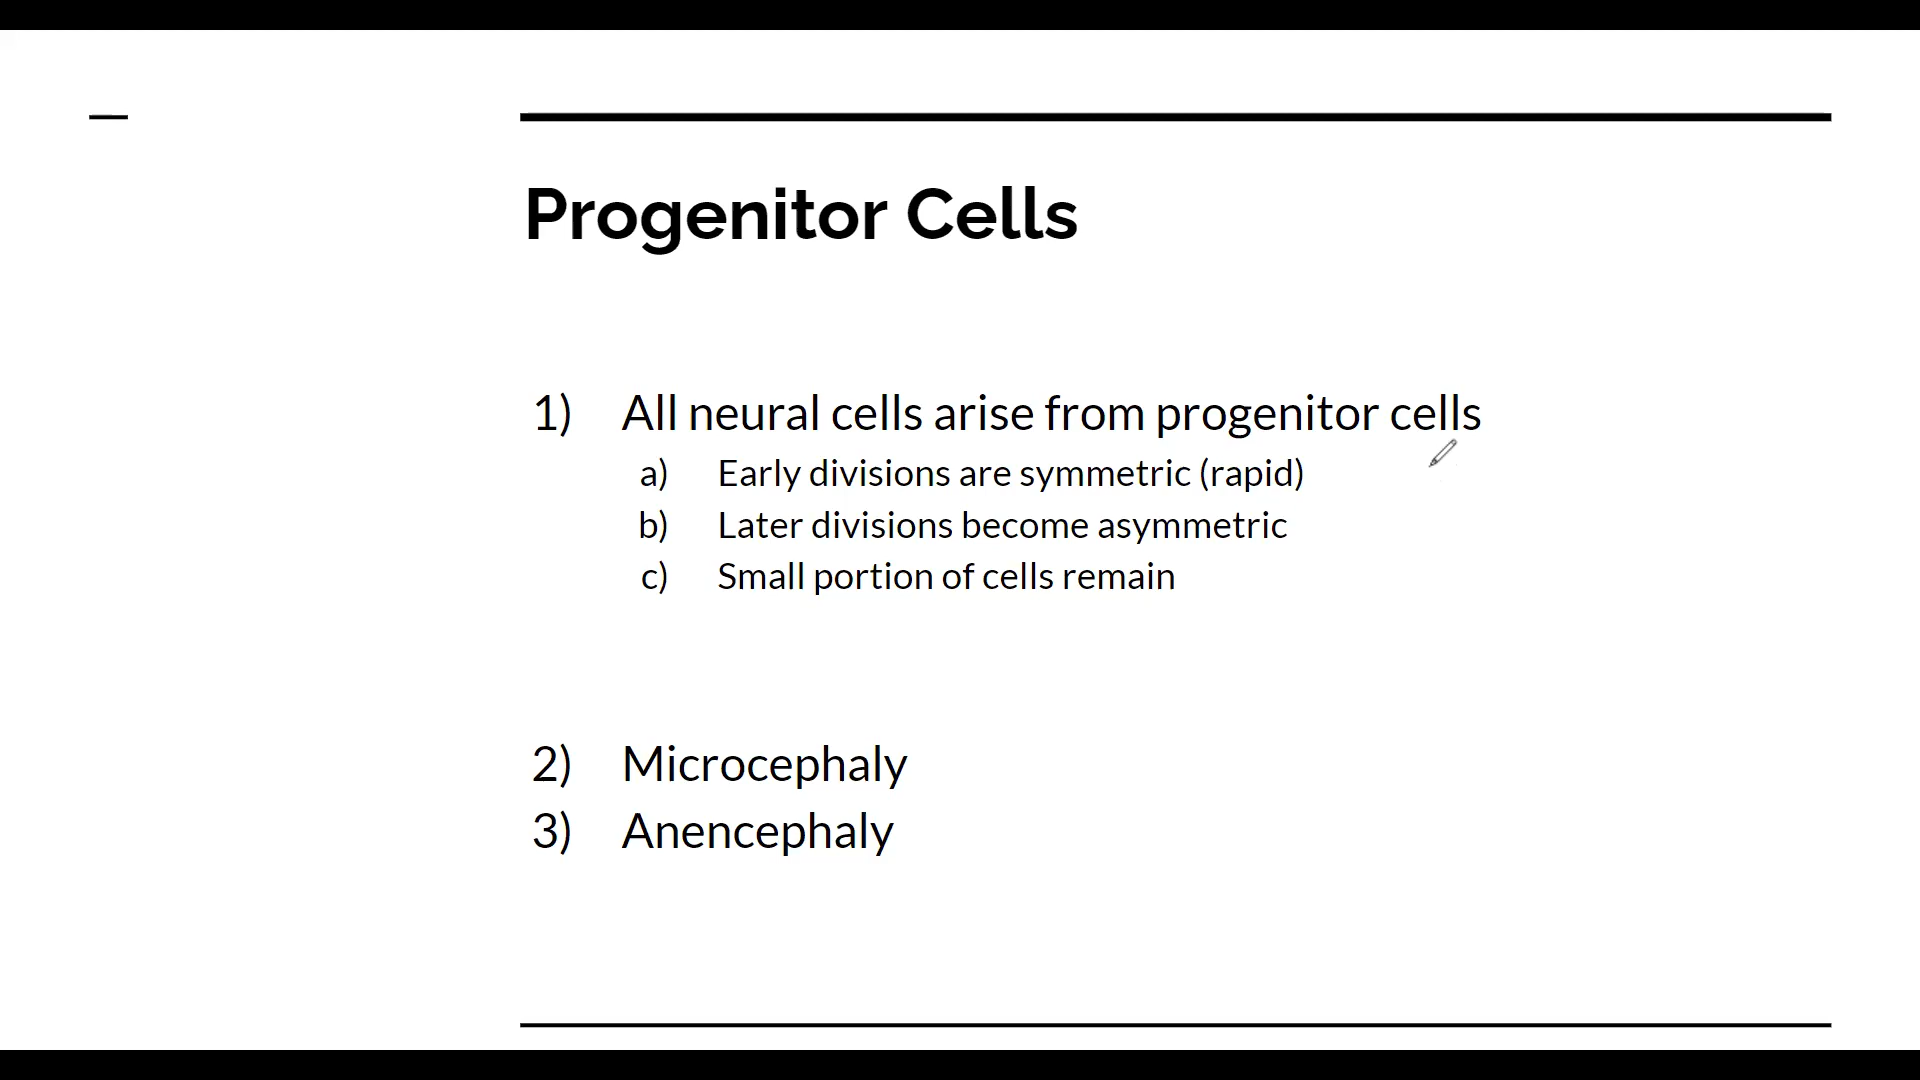 Progenitor Cells
1) All neural cells arise from progenitor cells
a) Early divisions are symmetric (rapid)
b) Later divisions become asymmetric
c) Small portion of cells remain
2) Microcephaly
3) Anencephaly